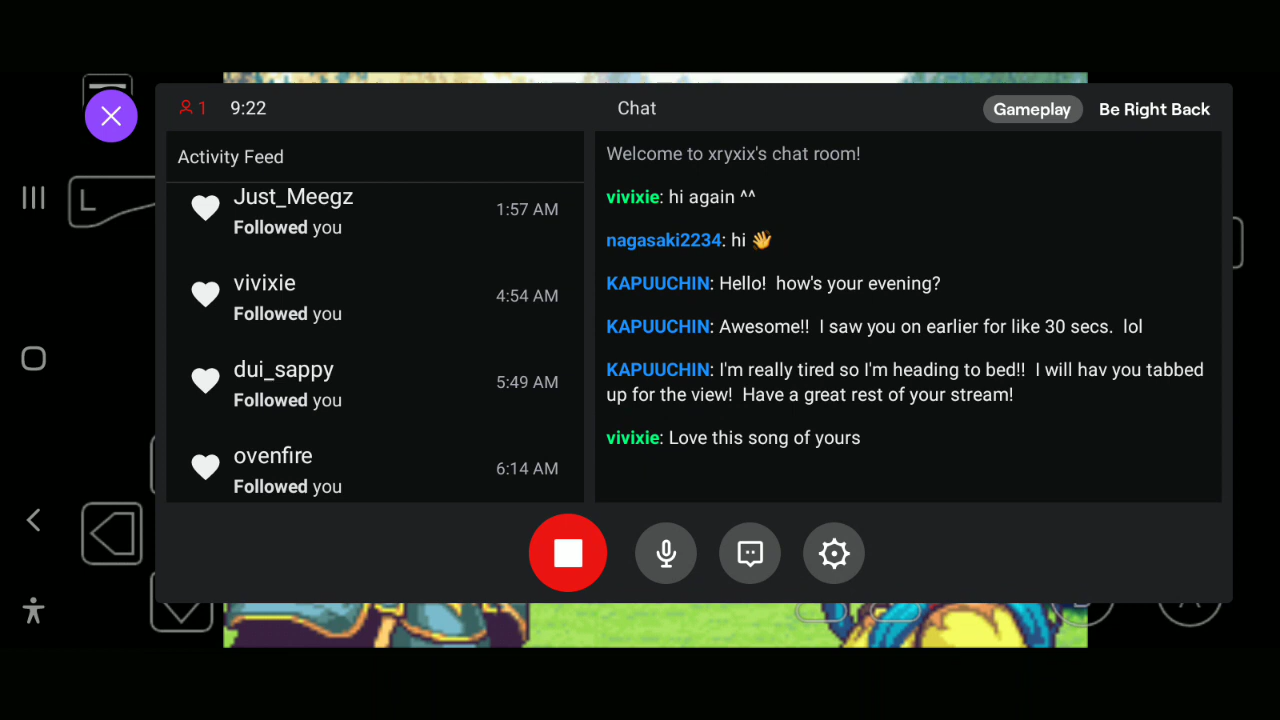 1 9:22 Chat Gameplay Be Right Back
Activity Feed
Just_Meegz
Followed you
1:57 AM
vivixie
Followed you
4:54 AM
dui_sappy
Followed you
5:49 AM
ovenfire
Followed you
6:14 AM
Welcome to xryxix's chat room!
vivixie: hi again ^^
nagasaki2234: hi 👋
KAPUUCHIN: Hello!  how's your evening?
KAPUUCHIN: Awesome!!  I saw you on earlier for like 30 secs.  lol
KAPUUCHIN: I'm really tired so I'm heading to bed!!  I will hav you tabbed
up for the view!  Have a great rest of your stream!
vivixie: Love this song of yours
L